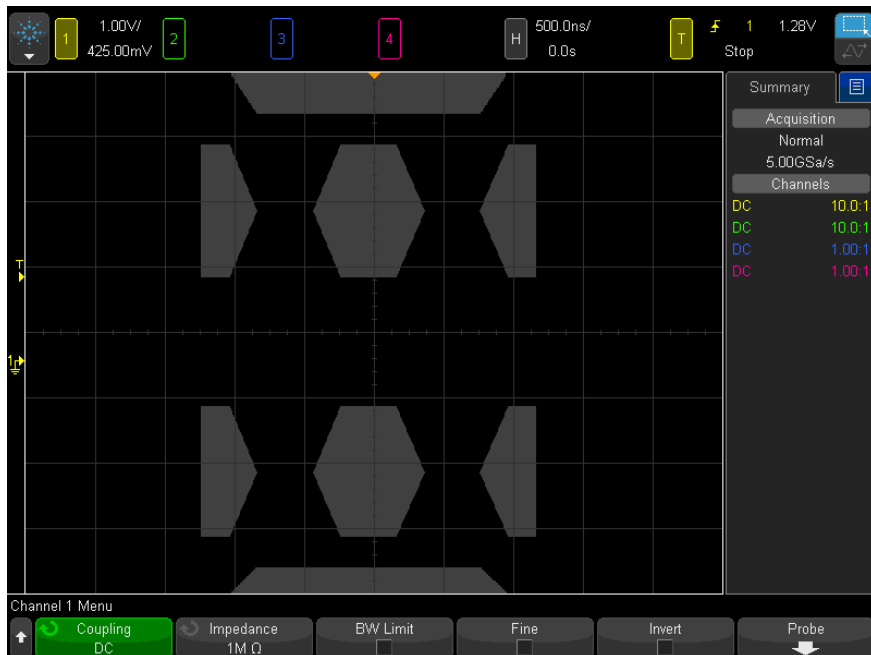 1 1.00V/ 2 3 4 H 500.0ns/ T 1 1.28V
425.00mV 0.0s Stop
Summary
Acquisition
Normal
5.00GSa/s
Channels
DC 10.0:1
DC 10.0:1
DC 1.00:1
DC 1.00:1
T
1
Channel 1 Menu
Coupling Impedance BW Limit Fine Invert Probe
DC 1M Ω